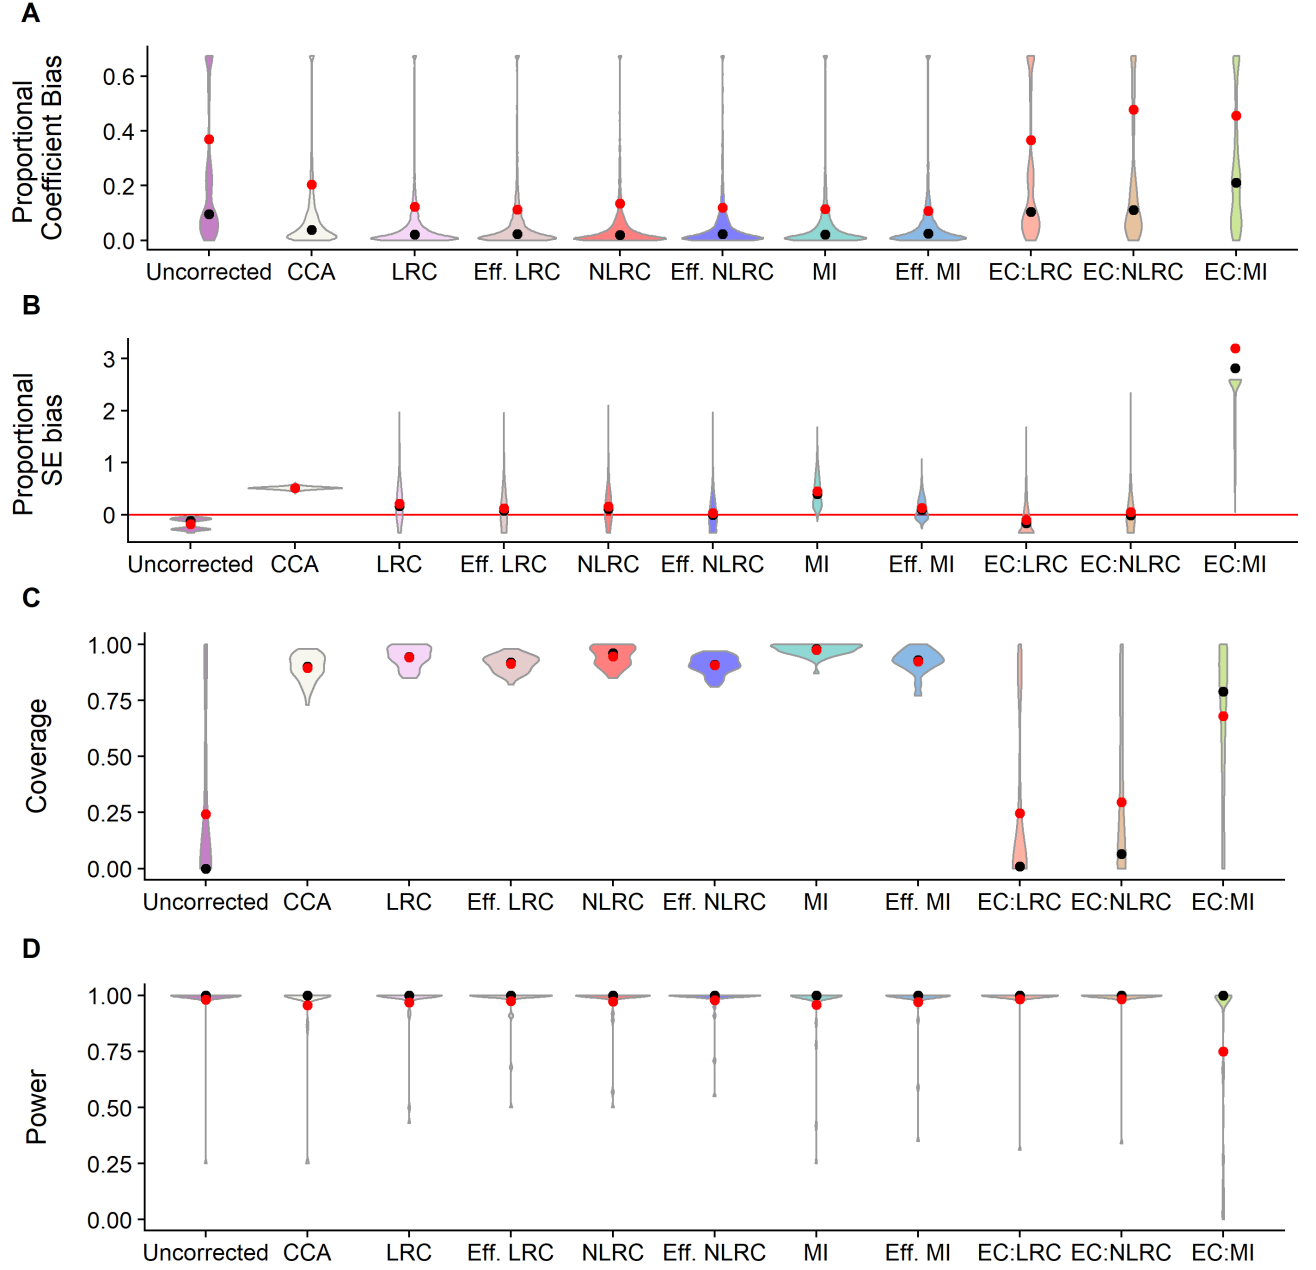 A
Proportional
Coefficient Bias
0.6
0.4
0.2
0.0
Uncorrected CCA LRC Eff. LRC NLRC Eff. NLRC MI Eff. MI EC:LRC EC:NLRC EC:MI
B
Proportional
SE bias
3
2
1
0
Uncorrected CCA LRC Eff. LRC NLRC Eff. NLRC MI Eff. MI EC:LRC EC:NLRC EC:MI
C
Coverage
1.00
0.75
0.50
0.25
0.00
Uncorrected CCA LRC Eff. LRC NLRC Eff. NLRC MI Eff. MI EC:LRC EC:NLRC EC:MI
D
Power
1.00
0.75
0.50
0.25
0.00
Uncorrected CCA LRC Eff. LRC NLRC Eff. NLRC MI Eff. MI EC:LRC EC:NLRC EC:MI